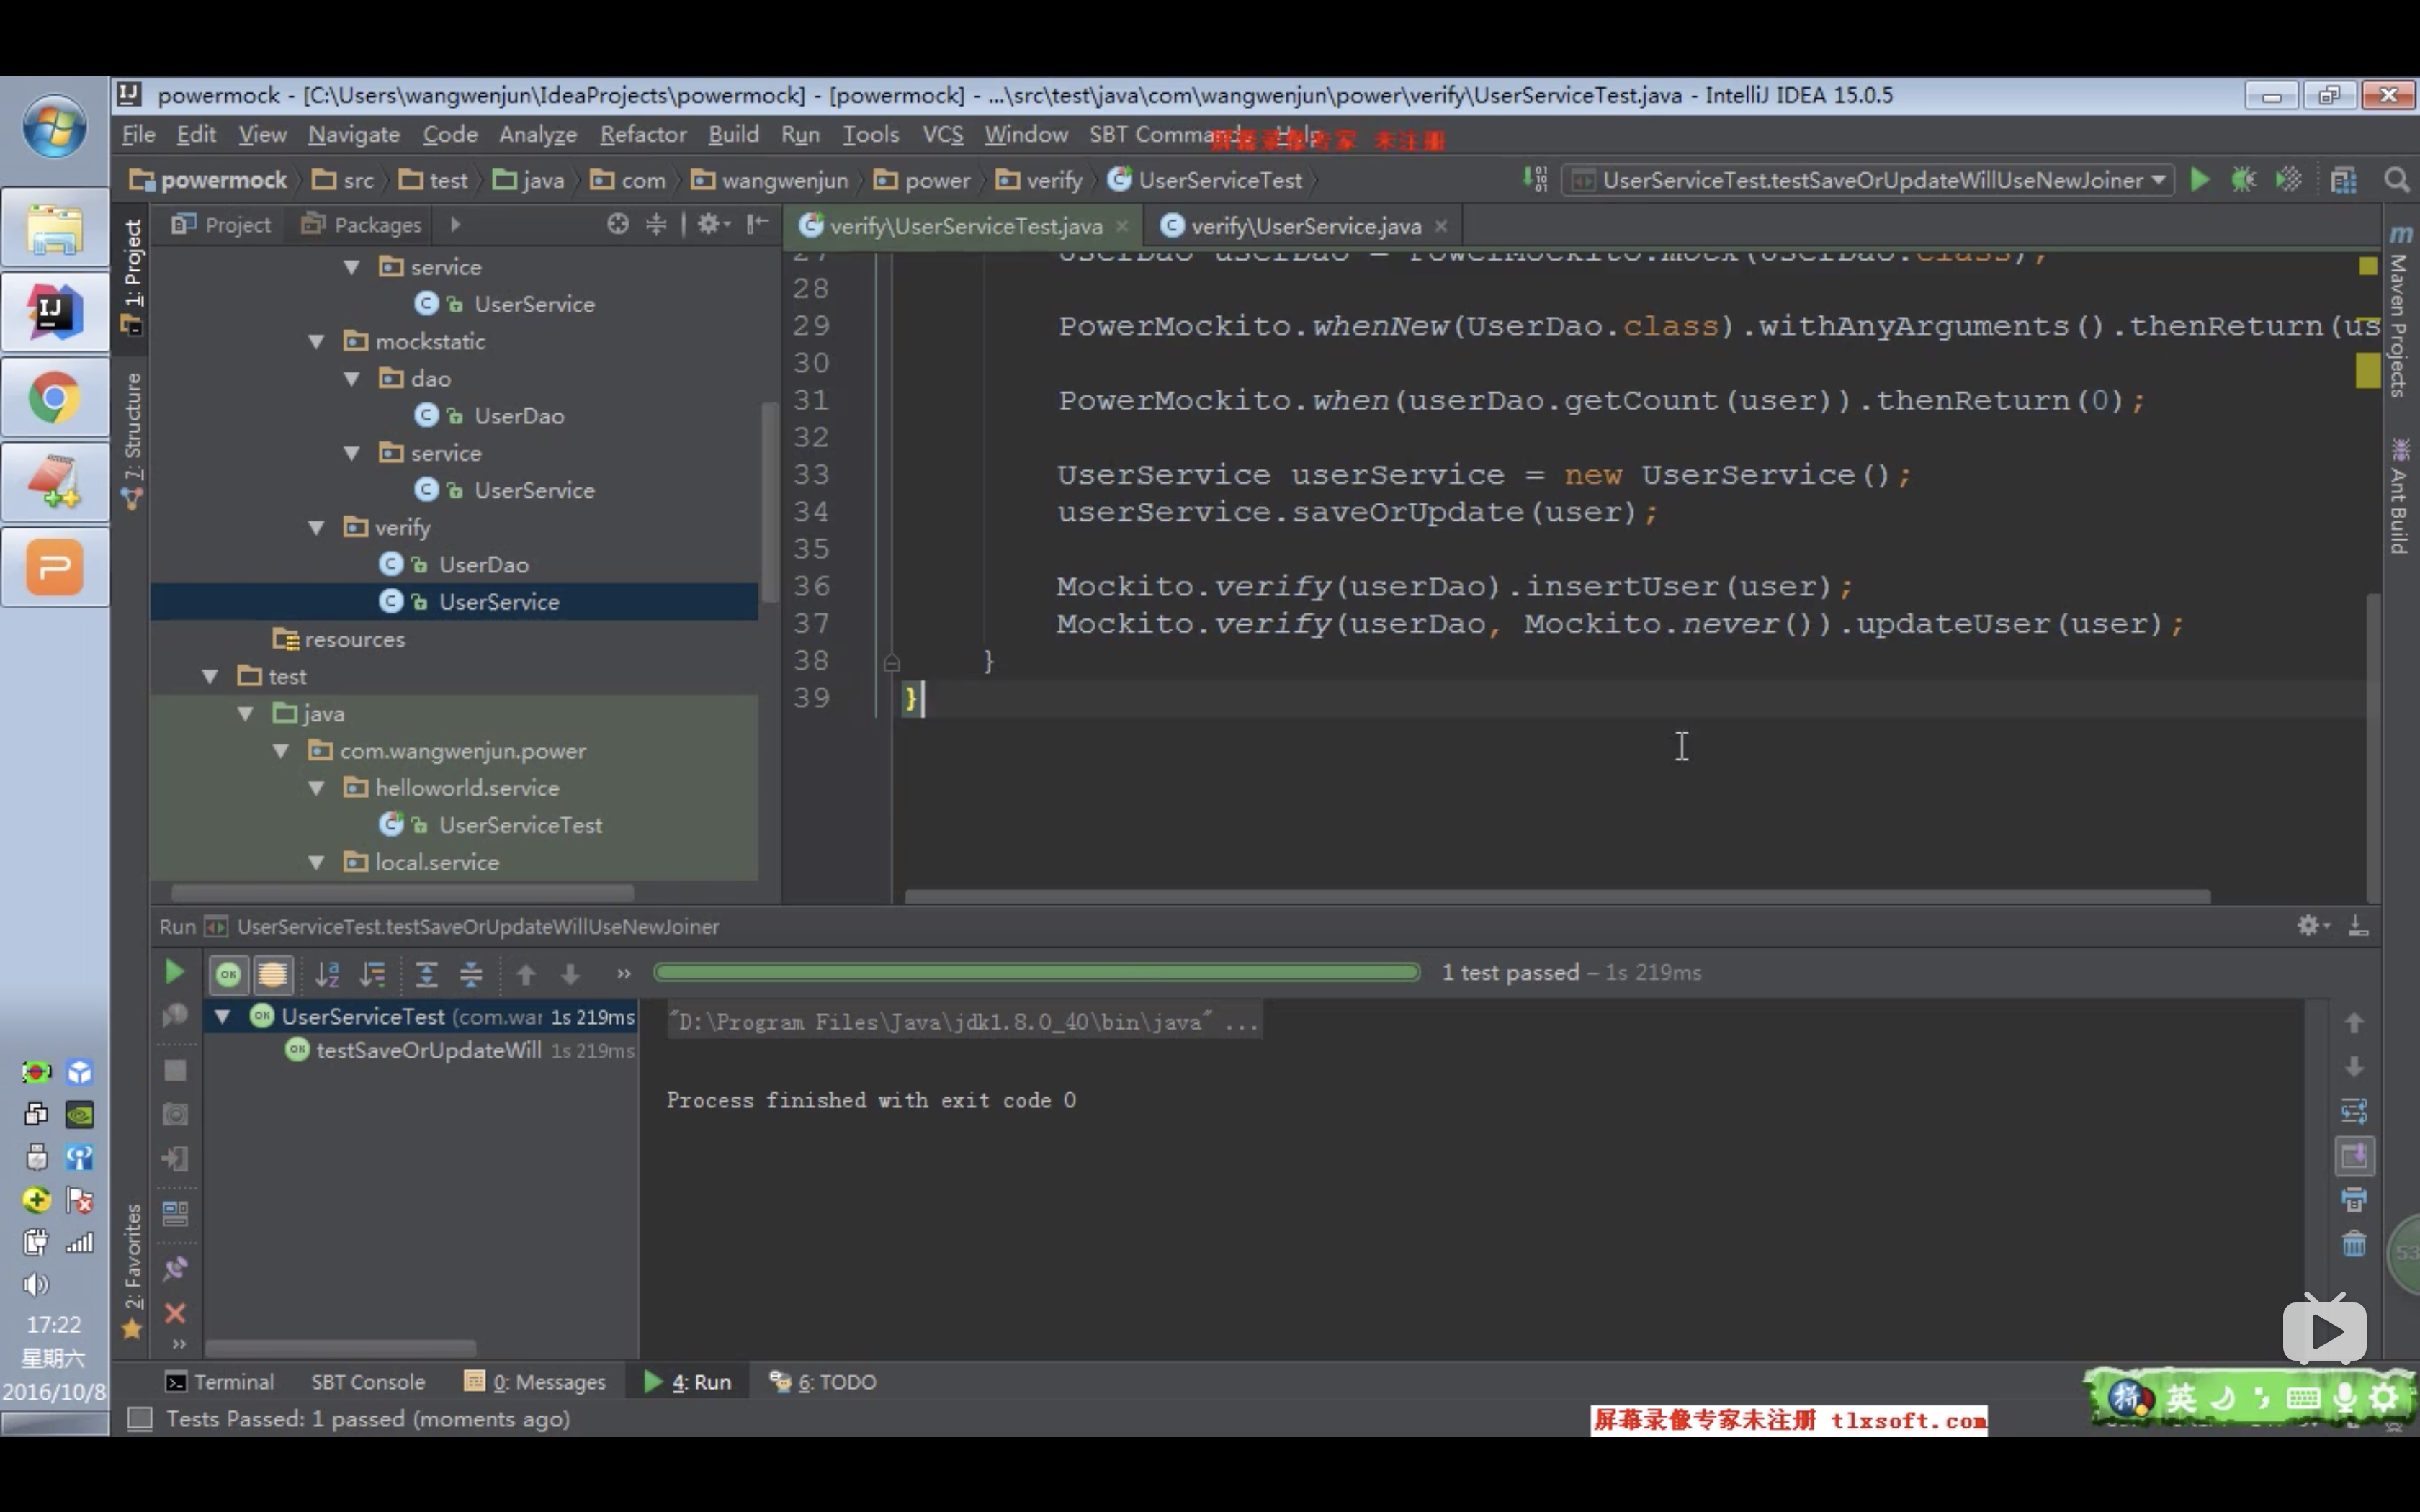 powermock - [C:\Users\wangwenjun\IdeaProjects\powermock] - [powermock] - ...\src\test\java\com\wangwenjun\power\verify\UserServiceTest.java - IntelliJ IDEA 15.0.5
File Edit View Navigate Code Analyze Refactor Build Run Tools VCS Window SBT Commands Help
屏幕录像专家 未注册
powermock src test java com wangwenjun power verify UserServiceTest
UserServiceTest.testSaveOrUpdateWillUseNewJoiner
Project Packages
verify\UserServiceTest.java verify\UserService.java
1: Project
7: Structure
2: Favorites
Maven Projects
Ant Build
service
UserService
mockstatic
dao
UserDao
service
UserService
verify
UserDao
UserService
resources
test
java
com.wangwenjun.power
helloworld.service
UserServiceTest
local.service
27 UserDao userDao = PowerMockito.mock(UserDao.class);
28
29 PowerMockito.whenNew(UserDao.class).withAnyArguments().thenReturn(us
30
31 PowerMockito.when(userDao.getCount(user)).thenReturn(0);
32
33 UserService userService = new UserService();
34 userService.saveOrUpdate(user);
35
36 Mockito.verify(userDao).insertUser(user);
37 Mockito.verify(userDao, Mockito.never()).updateUser(user);
38 }
39 }
Run UserServiceTest.testSaveOrUpdateWillUseNewJoiner
1 test passed – 1s 219ms
UserServiceTest (com.war 1s 219ms
testSaveOrUpdateWill 1s 219ms
"D:\Program Files\Java\jdk1.8.0_40\bin\java" ...
Process finished with exit code 0
53
17:22
星期六
2016/10/8
Terminal SBT Console 0: Messages 4: Run 6: TODO
Tests Passed: 1 passed (moments ago)
屏幕录像专家未注册 tlxsoft.com
拼 英